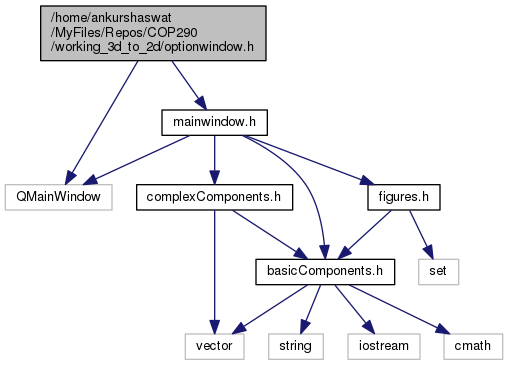 /home/ankurshaswat
/MyFiles/Repos/COP290
/working_3d_to_2d/optionwindow.h
mainwindow.h
QMainWindow
complexComponents.h
figures.h
basicComponents.h
set
vector
string
iostream
cmath